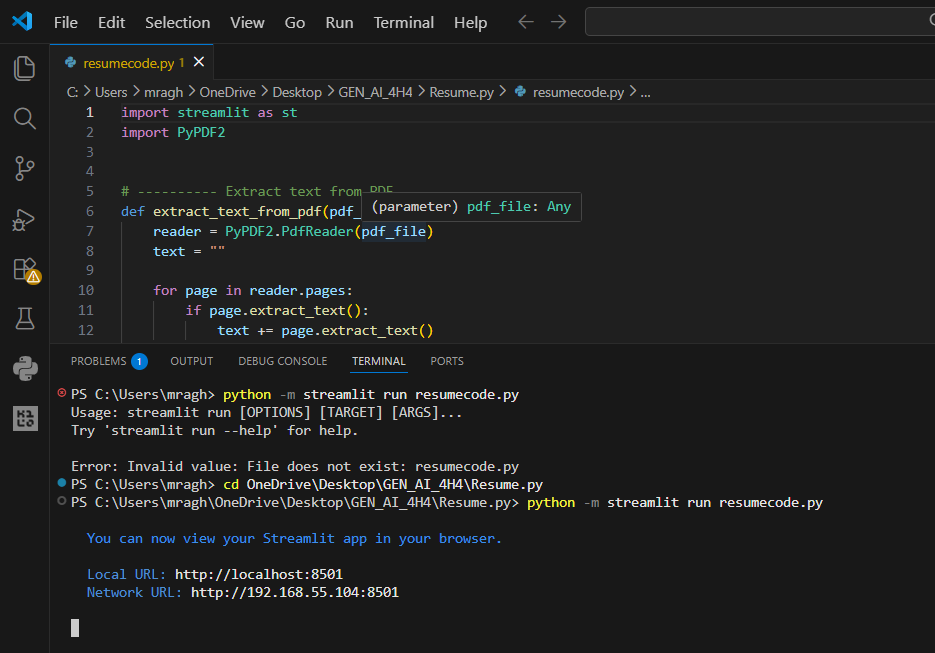 File Edit Selection View Go Run Terminal Help
resumecode.py 1
C: > Users > mragh > OneDrive > Desktop > GEN_AI_4H4 > Resume.py > resumecode.py > ...
1 import streamlit as st
2 import PyPDF2
3
4
5 # ---------- Extract text from PDF
6 def extract_text_from_pdf(pdf_
(parameter) pdf_file: Any
7 reader = PyPDF2.PdfReader(pdf_file)
8 text = ""
9
10 for page in reader.pages:
11 if page.extract_text():
12 text += page.extract_text()
PROBLEMS 1 OUTPUT DEBUG CONSOLE TERMINAL PORTS
PS C:\Users\mragh> python -m streamlit run resumecode.py
Usage: streamlit run [OPTIONS] [TARGET] [ARGS]...
Try 'streamlit run --help' for help.
Error: Invalid value: File does not exist: resumecode.py
PS C:\Users\mragh> cd OneDrive\Desktop\GEN_AI_4H4\Resume.py
PS C:\Users\mragh\OneDrive\Desktop\GEN_AI_4H4\Resume.py> python -m streamlit run resumecode.py
You can now view your Streamlit app in your browser.
Local URL: http://localhost:8501
Network URL: http://192.168.55.104:8501